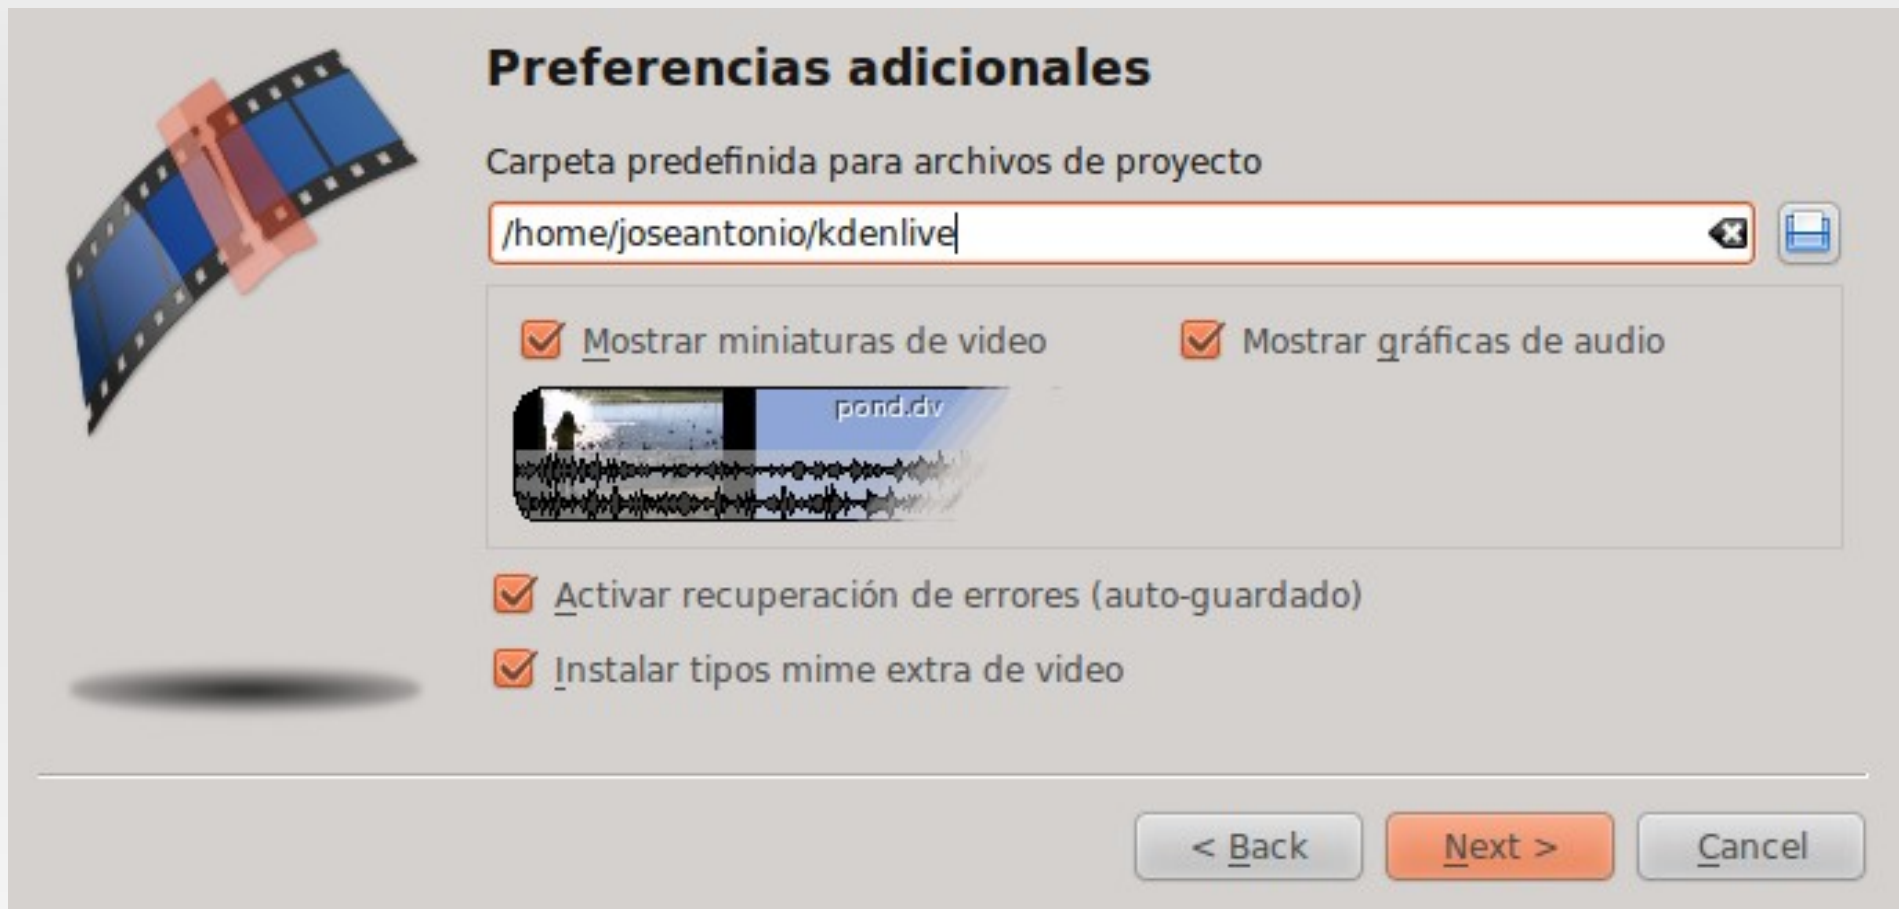 Preferencias adicionales
Carpeta predefinida para archivos de proyecto
/home/joseantonio/kdenlive
Mostrar miniaturas de video
Mostrar gráficas de audio
pond.dv
Activar recuperación de errores (auto-guardado)
Instalar tipos mime extra de video
< Back
Next >
Cancel